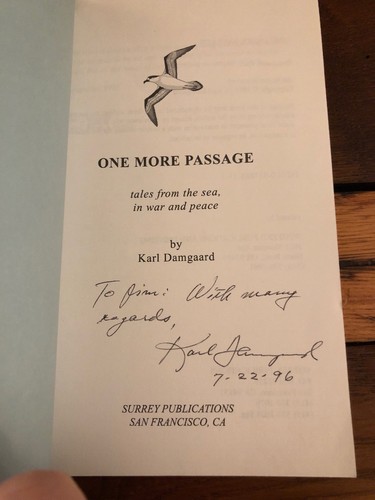 ONE MORE PASSAGE
tales from the sea,
in war and peace
by
Karl Damgaard
To Jim: With many
regards,
Karl Damgaard
7-22-96
SURREY PUBLICATIONS
SAN FRANCISCO, CA